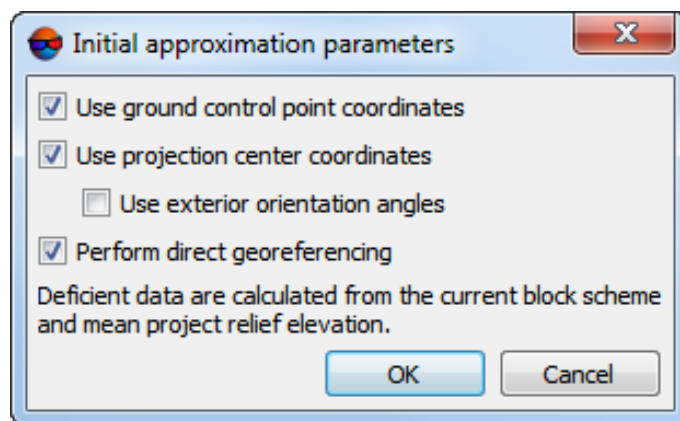 Initial approximation parameters
Use ground control point coordinates
Use projection center coordinates
Use exterior orientation angles
Perform direct georeferencing
Deficient data are calculated from the current block scheme
and mean project relief elevation.
OK Cancel